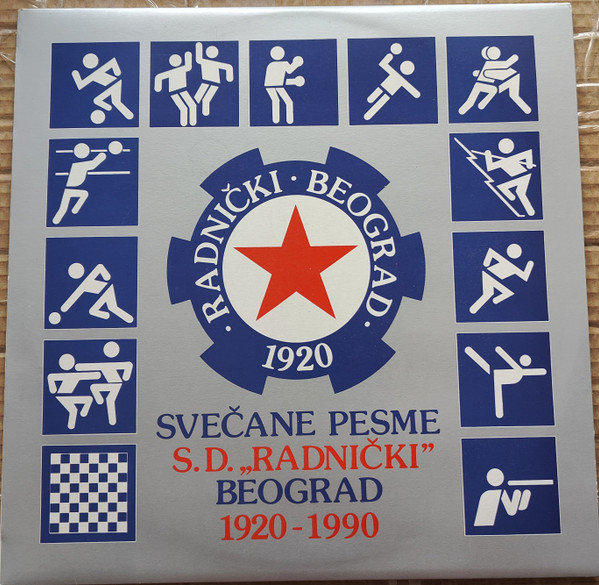 RADNIČKI · BEOGRAD
1920
SVEČANE PESME
S.D. „RADNIČKI”
BEOGRAD
1920-1990